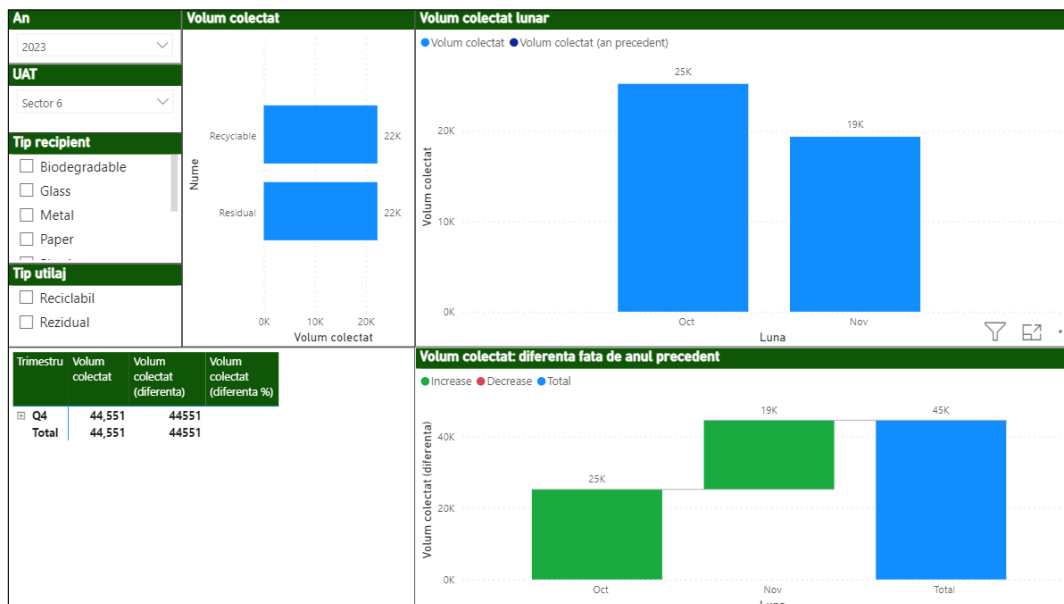 An
2023
UAT
Sector 6
Tip recipient
Biodegradable
Glass
Metal
Paper
Tip utilaj
Reciclabil
Rezidual
Volum colectat
Nume
Recyclable
22K
Residual
22K
0K
10K
20K
Volum colectat
Volum colectat lunar
Volum colectat
Volum colectat (an precedent)
Volum colectat
20K
10K
0K
25K
19K
Oct
Nov
Luna
Trimestru
Volum
colectat
Volum
colectat
(diferenta)
Volum
colectat
(diferenta %)
Q4
44,551
44551
Total
44,551
44551
Volum colectat: diferenta fata de anul precedent
Increase
Decrease
Total
Volum colectat (diferenta)
40K
20K
0K
25K
19K
45K
Oct
Nov
Total